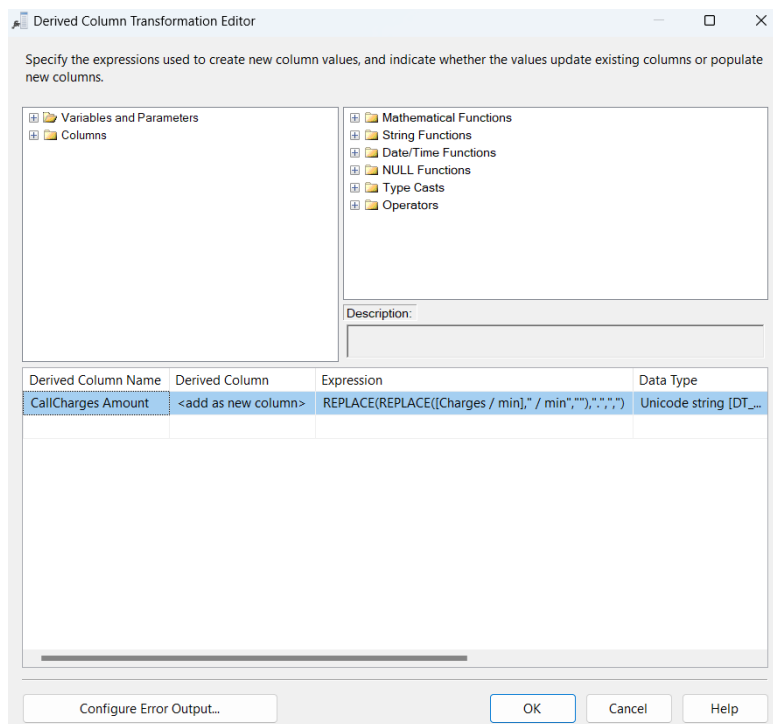 Derived Column Transformation Editor
Specify the expressions used to create new column values, and indicate whether the values update existing columns or populate
new columns.
Variables and Parameters
Columns
Mathematical Functions
String Functions
Date/Time Functions
NULL Functions
Type Casts
Operators
Description:
Derived Column Name Derived Column Expression Data Type
CallCharges Amount <add as new column> REPLACE(REPLACE([Charges / min]," / min",""),".",",") Unicode string [DT_...
Configure Error Output... OK Cancel Help